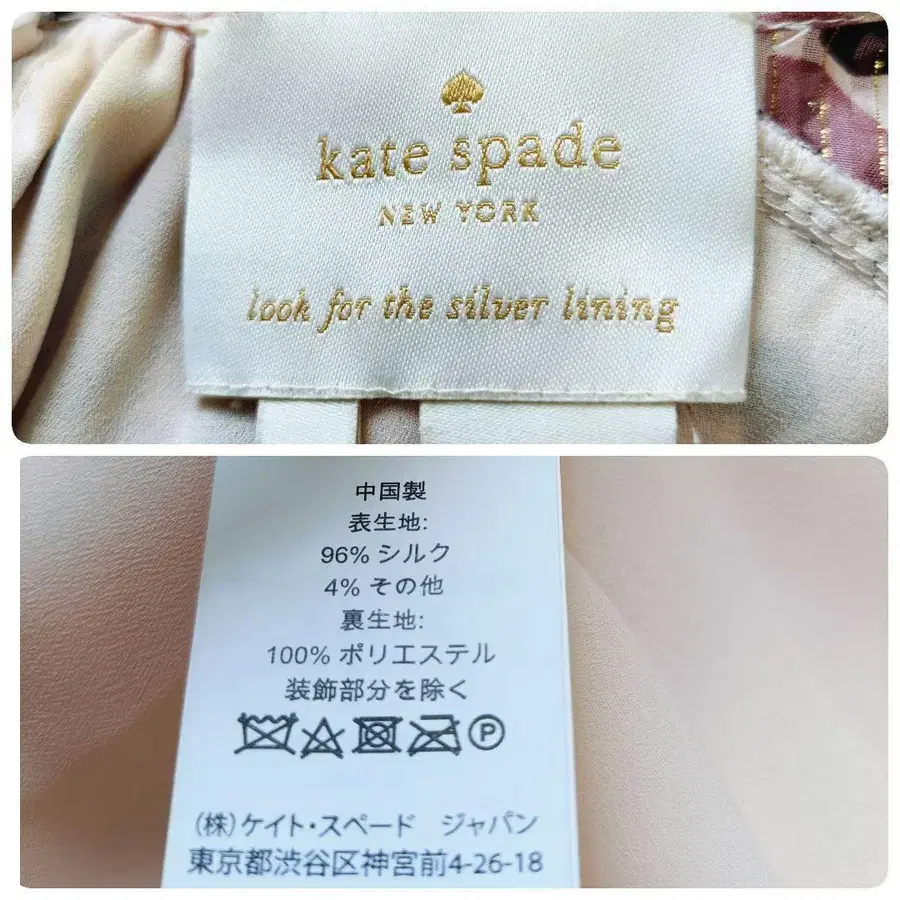 kate spade
NEW YORK
look for the silver lining
中国製
表生地:
96% シルク
4% その他
裏生地:
100% ポリエステル
装飾部分を除く
P
(株)ケイト・スペード ジャパン
東京都渋谷区神宮前4-26-18